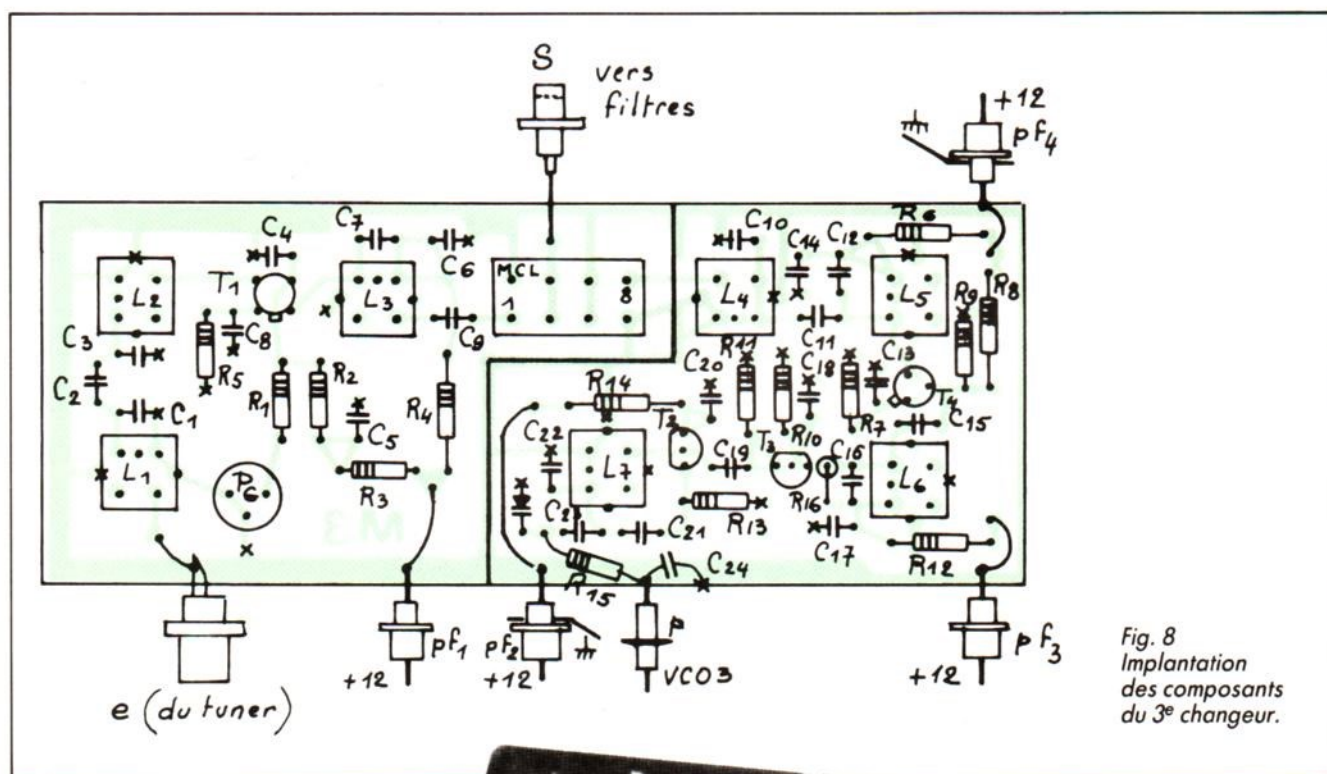 S
vers
filtres
+12
pf4
C7
R6
C4
C6
C10
C14
C12
T1
MCL
L2
L3
1
8
L4
L5
R9
R8
C3
C8
C9
R11
C11
C13
C2
R5
R1
R2
R4
C20
C18
T4
C1
C5
R14
T2
R10
R7
C15
C22
T3
C16
L1
P6
R3
L7
C19
L6
R16
R13
C23
C21
C17
R12
M3
R15
C24
pf1
pf2
P
pf3
+12
+12
VCO3
+12
e (du tuner)
Fig. 8
Implantation
des composants
du 3e changeur.